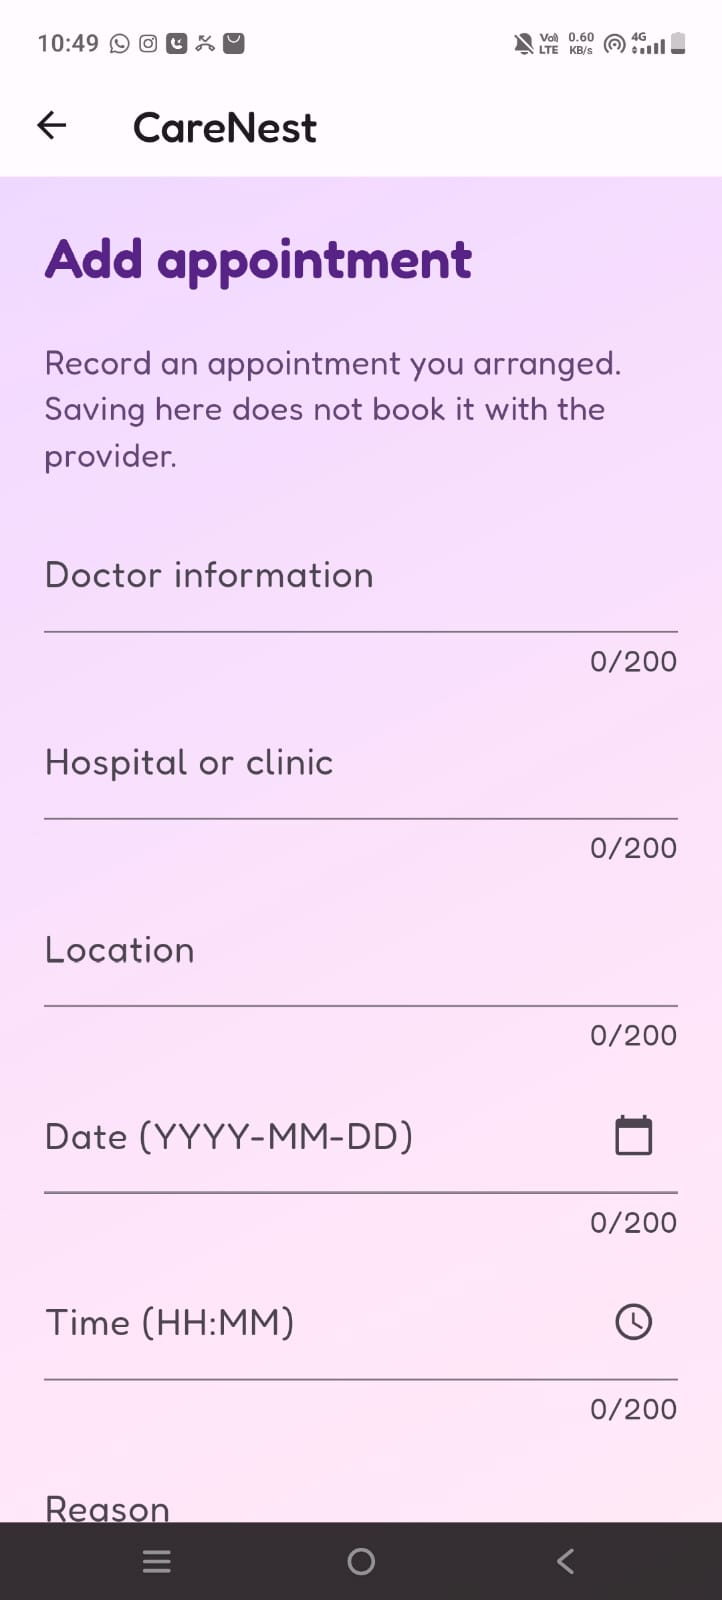 10:49
Vol) LTE
0.60 KB/s
4G
CareNest
Add appointment
Record an appointment you arranged.
Saving here does not book it with the
provider.
Doctor information
0/200
Hospital or clinic
0/200
Location
0/200
Date (YYYY-MM-DD)
0/200
Time (HH:MM)
0/200
Reason